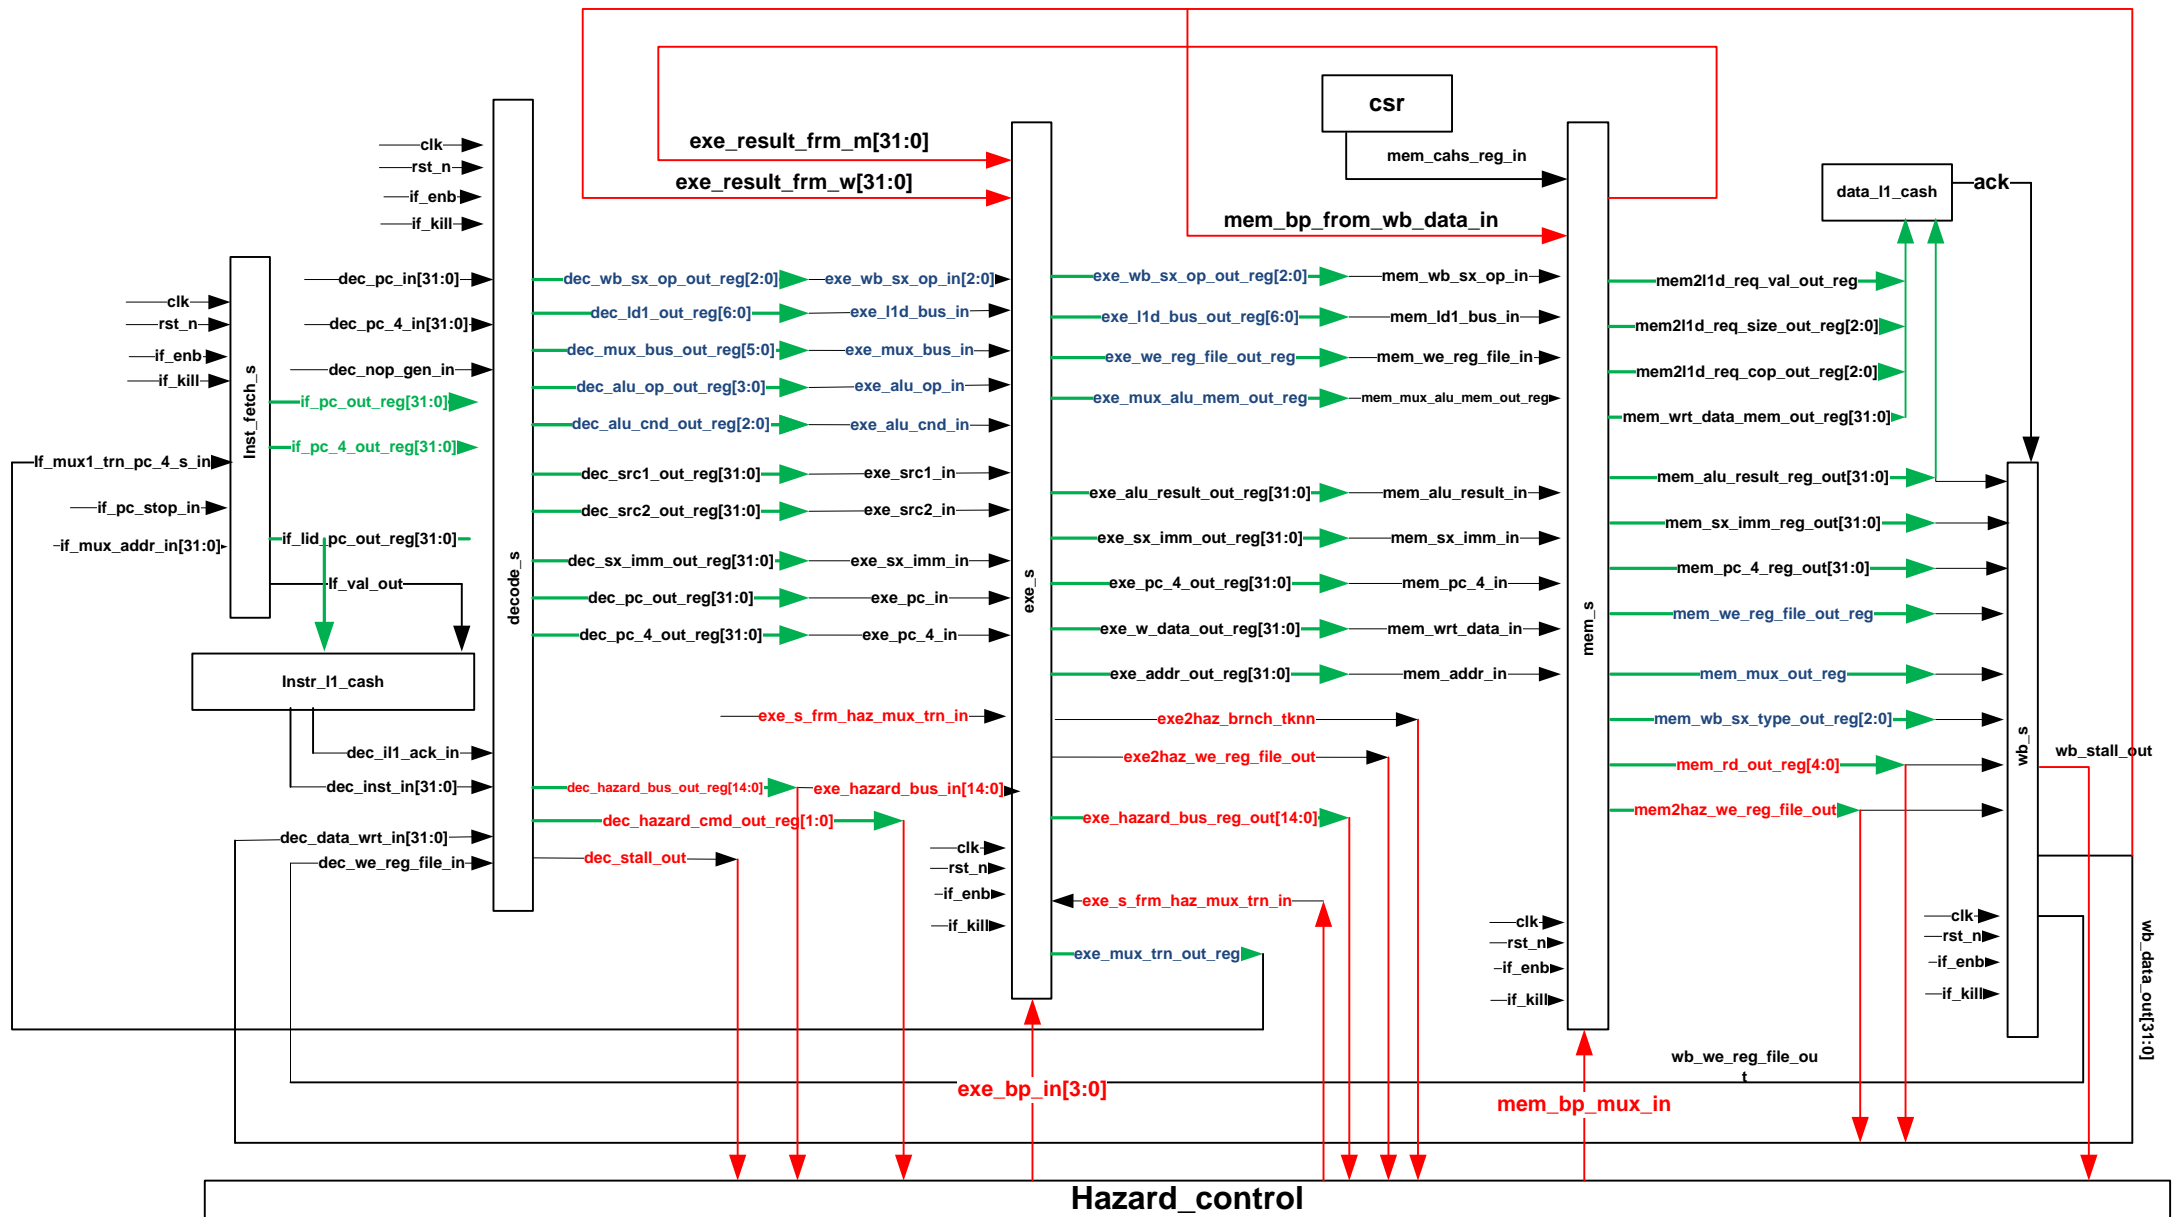 csr
exe_result_frm_m[31:0]
exe_result_frm_w[31:0]
mem_cahs_reg_in
mem_bp_from_wb_data_in
data_l1_cash
ack
clk
rst_n
if_enb
if_kill
Inst_fetch_s
clk
rst_n
if_enb
if_kill
if_pc_out_reg[31:0]
if_pc_4_out_reg[31:0]
If_mux1_trn_pc_4_s_in
if_pc_stop_in
if_mux_addr_in[31:0]
if_lid_pc_out_reg[31:0]
If_val_out
Instr_l1_cash
decode_s
dec_pc_in[31:0]
dec_pc_4_in[31:0]
dec_nop_gen_in
dec_il1_ack_in
dec_inst_in[31:0]
dec_data_wrt_in[31:0]
dec_we_reg_file_in
dec_wb_sx_op_out_reg[2:0]
exe_wb_sx_op_in[2:0]
dec_ld1_out_reg[6:0]
exe_l1d_bus_in
dec_mux_bus_out_reg[5:0]
exe_mux_bus_in
dec_alu_op_out_reg[3:0]
exe_alu_op_in
dec_alu_cnd_out_reg[2:0]
exe_alu_cnd_in
dec_src1_out_reg[31:0]
exe_src1_in
dec_src2_out_reg[31:0]
exe_src2_in
dec_sx_imm_out_reg[31:0]
exe_sx_imm_in
dec_pc_out_reg[31:0]
exe_pc_in
dec_pc_4_out_reg[31:0]
exe_pc_4_in
exe_s_frm_haz_mux_trn_in
dec_hazard_bus_out_reg[14:0]
exe_hazard_bus_in[14:0]
dec_hazard_cmd_out_reg[1:0]
dec_stall_out
clk
rst_n
if_enb
if_kill
exe_s
exe_wb_sx_op_out_reg[2:0]
mem_wb_sx_op_in
exe_l1d_bus_out_reg[6:0]
mem_ld1_bus_in
exe_we_reg_file_out_reg
mem_we_reg_file_in
exe_mux_alu_mem_out_reg
mem_mux_alu_mem_out_reg
exe_alu_result_out_reg[31:0]
mem_alu_result_in
exe_sx_imm_out_reg[31:0]
mem_sx_imm_in
exe_pc_4_out_reg[31:0]
mem_pc_4_in
exe_w_data_out_reg[31:0]
mem_wrt_data_in
exe_addr_out_reg[31:0]
mem_addr_in
exe2haz_brnch_tknn
exe2haz_we_reg_file_out
exe_hazard_bus_reg_out[14:0]
exe_s_frm_haz_mux_trn_in
exe_mux_trn_out_reg
clk
rst_n
if_enb
if_kill
mem_s
mem2l1d_req_val_out_reg
mem2l1d_req_size_out_reg[2:0]
mem2l1d_req_cop_out_reg[2:0]
mem_wrt_data_mem_out_reg[31:0]
mem_alu_result_reg_out[31:0]
mem_sx_imm_reg_out[31:0]
mem_pc_4_reg_out[31:0]
mem_we_reg_file_out_reg
mem_mux_out_reg
mem_wb_sx_type_out_reg[2:0]
mem_rd_out_reg[4:0]
mem2haz_we_reg_file_out
clk
rst_n
if_enb
if_kill
wb_s
wb_stall_out
wb_data_out[31:0]
wb_we_reg_file_ou
t
exe_bp_in[3:0]
mem_bp_mux_in
Hazard_control